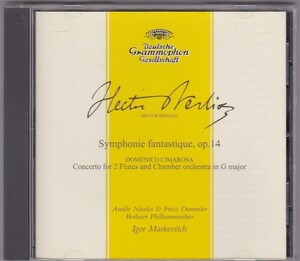 Deutsche
Grammophon
Gesellschaft
Hector Berlioz
HECTOR BERLIOZ
Symphonie fantastique, op.14
DOMENICO CIMAROSA
Concerto for 2 Flutes and Chamber orchestra in G major
Aurèle Nicolet & Fritz Demmler
Berliner Philharmoniker
Igor Markevitch